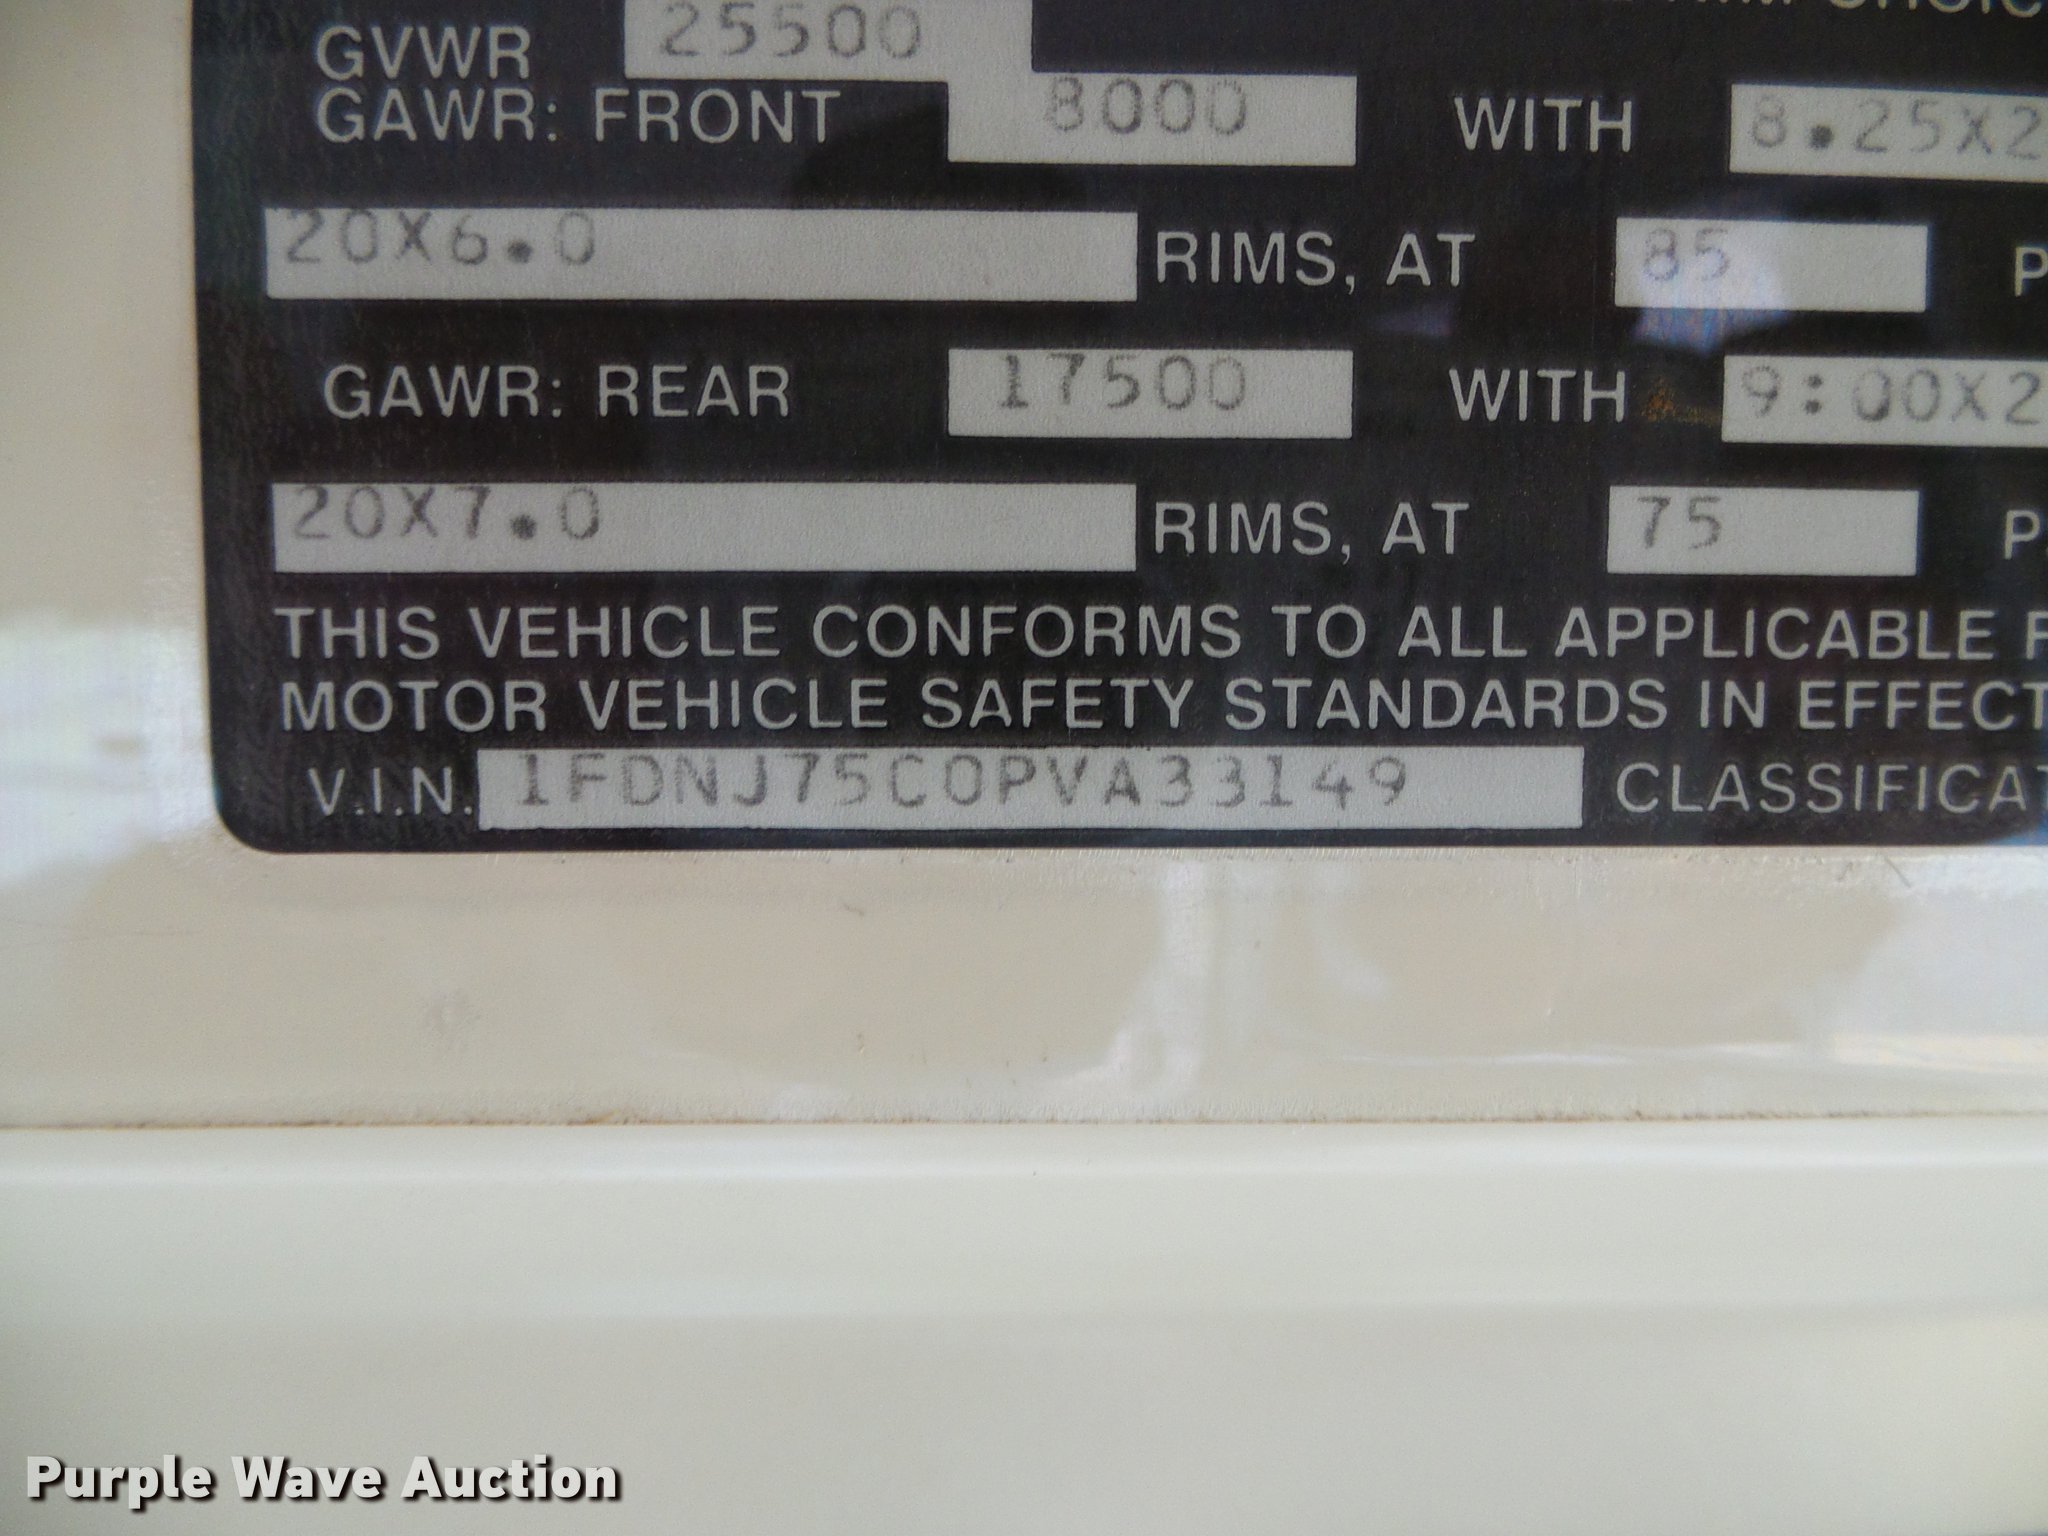 GVWR 25500
GAWR: FRONT 8000 WITH 8.25X2
20X6.0 RIMS, AT 85 P
GAWR: REAR 17500 WITH 9:00X2
20X7.0 RIMS, AT 75 P
THIS VEHICLE CONFORMS TO ALL APPLICABLE F
MOTOR VEHICLE SAFETY STANDARDS IN EFFECT
V.I.N. 1FDNJ75C0PVA33149 CLASSIFICAT
Purple Wave Auction